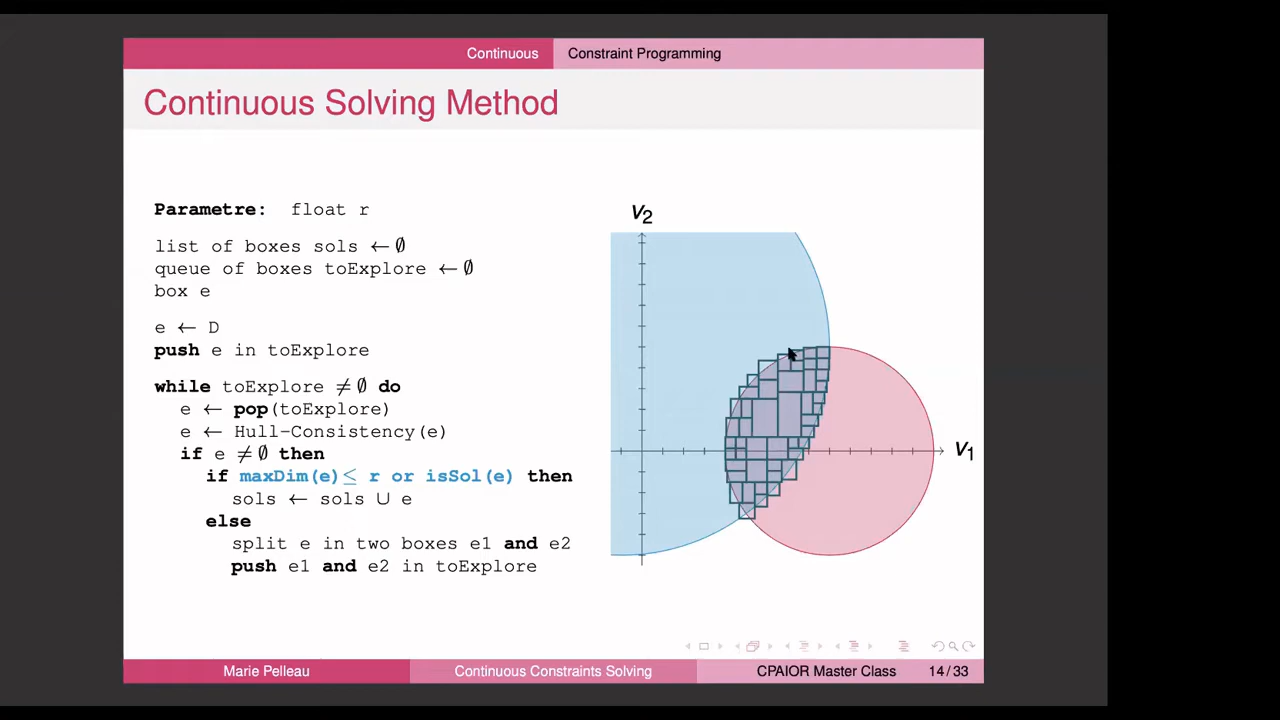 Continuous Constraint Programming
Continuous Solving Method
Parametre: float r
list of boxes sols ← ∅
queue of boxes toExplore ← ∅
box e
e ← D
push e in toExplore
while toExplore ≠ ∅ do
e ← pop(toExplore)
e ← Hull-Consistency(e)
if e ≠ ∅ then
if maxDim(e) ≤ r or isSol(e) then
sols ← sols ∪ e
else
split e in two boxes e1 and e2
push e1 and e2 in toExplore
V2
V1
Marie Pelleau Continuous Constraints Solving CPAIOR Master Class 14/33